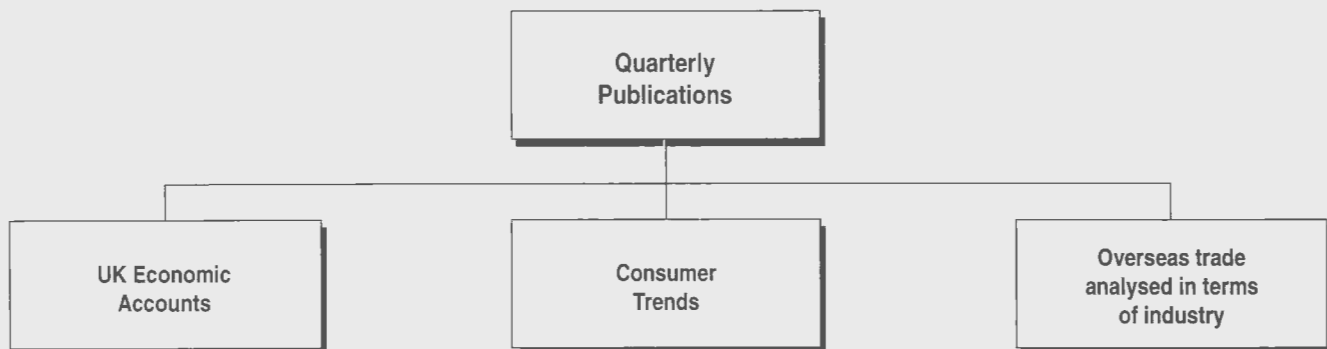 Quarterly
Publications
UK Economic
Accounts
Consumer
Trends
Overseas trade
analysed in terms
of industry